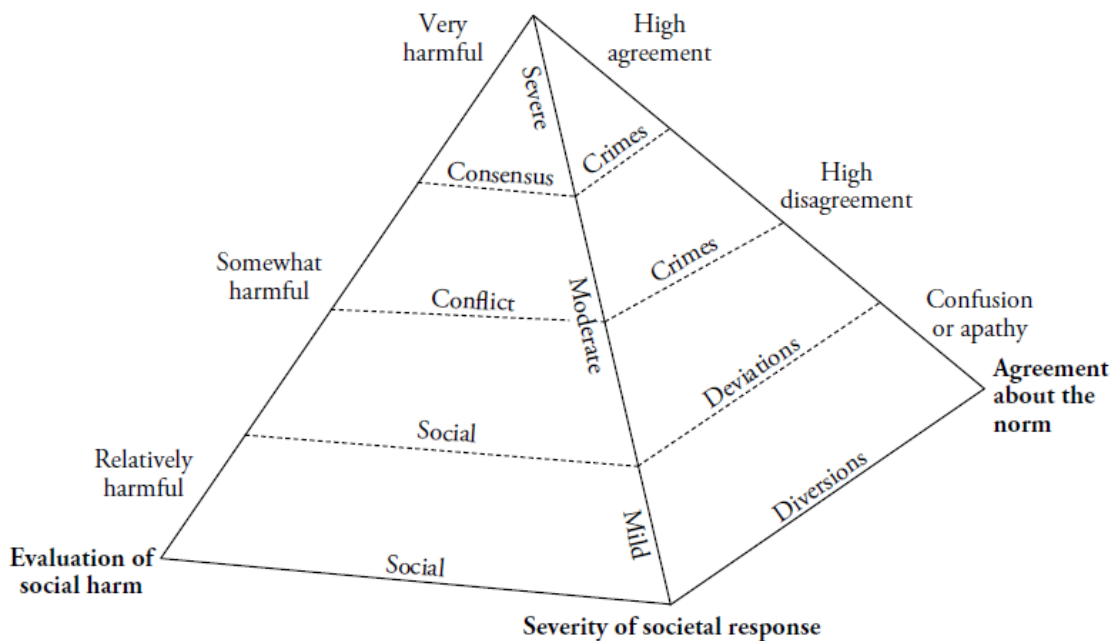 Very
harmful
High
agreement
Severe
Consensus
Crimes
High
disagreement
Somewhat
harmful
Conflict
Moderate
Crimes
Confusion
or apathy
Agreement
about the
norm
Relatively
harmful
Social
Deviations
Mild
Diversions
Evaluation of
social harm
Social
Severity of societal response